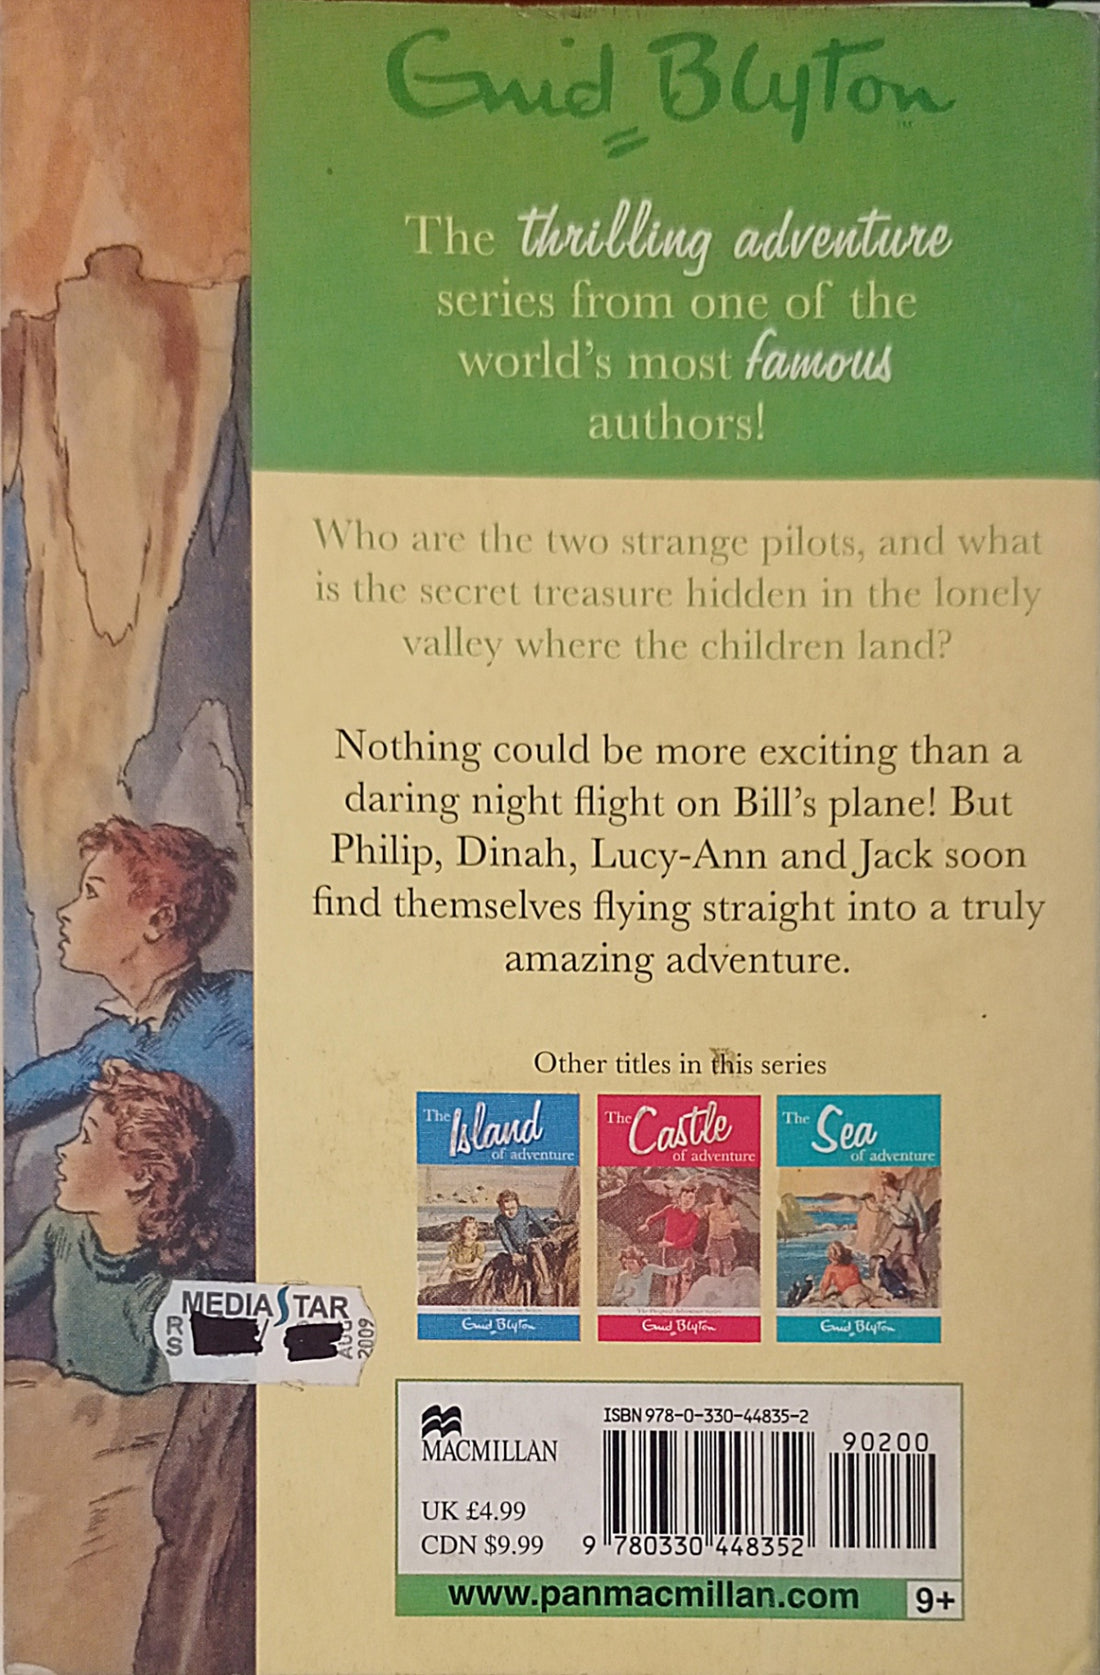 Enid Blyton
The thrilling adventure
series from one of the
world's most famous
authors!
Who are the two strange pilots, and what
is the secret treasure hidden in the lonely
valley where the children land?
Nothing could be more exciting than a
daring night flight on Bill's plane! But
Philip, Dinah, Lucy-Ann and Jack soon
find themselves flying straight into a truly
amazing adventure.
Other titles in this series
The Island
of adventure
Enid Blyton
The Castle
of adventure
Enid Blyton
The Sea
of adventure
Enid Blyton
MEDIA STAR
RS
AUG
2009
MACMILLAN
UK £4.99
CDN $9.99
ISBN 978-0-330-44835-2
90200
9 780330 448352
www.panmacmillan.com
9+